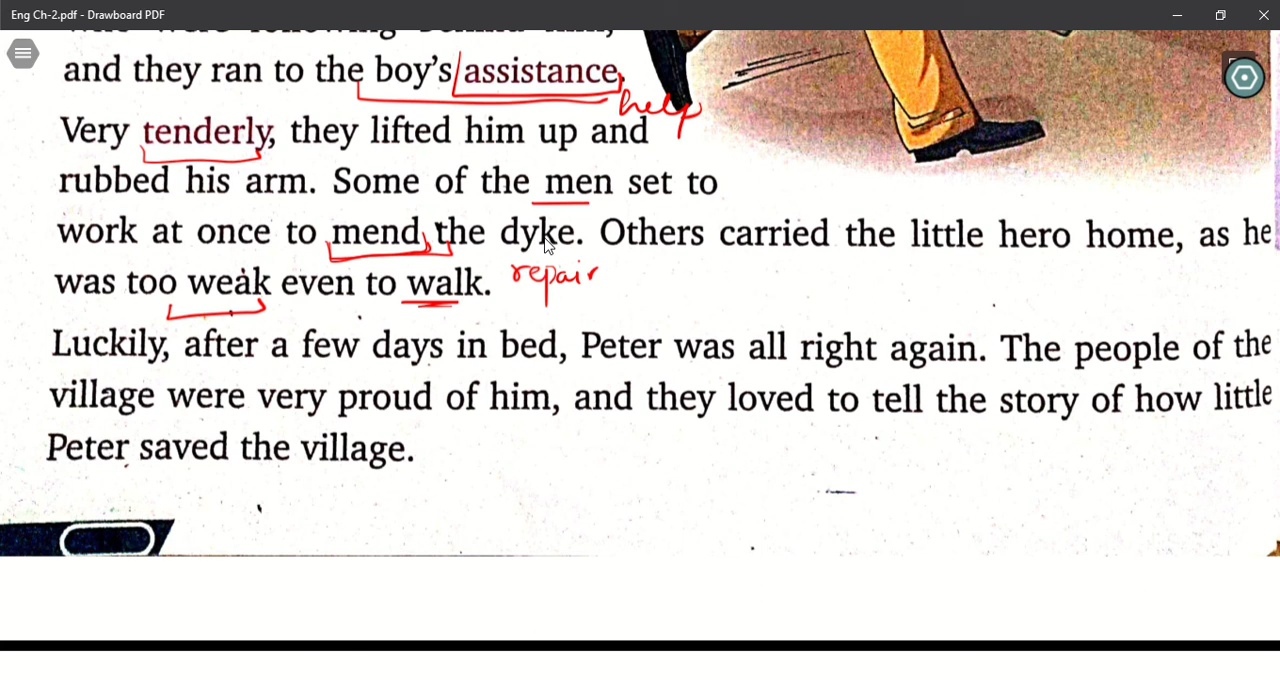 Eng Ch-2.pdf - Drawboard PDF
and they ran to the boy's assistance,
help
Very tenderly, they lifted him up and
rubbed his arm. Some of the men set to
work at once to mend the dyke. Others carried the little hero home, as he
was too weak even to walk. repair
Luckily, after a few days in bed, Peter was all right again. The people of the
village were very proud of him, and they loved to tell the story of how little
Peter saved the village.